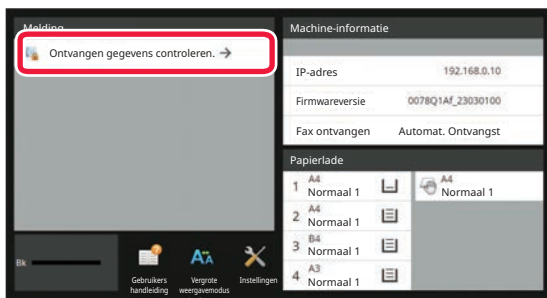 Melding
Ontvangen gegevens controleren. →
Machine-informatie
IP-adres 192.168.0.10
Firmwareversie 0078Q1Af_23030100
Fax ontvangen Automat. Ontvangst
Papierlade
1 A4
Normaal 1
A4
Normaal 1
2 A4
Normaal 1
3 B4
Normaal 1
4 A3
Normaal 1
Bk
Gebruikers
handleiding
Vergrote
weergavemodus
Instellingen